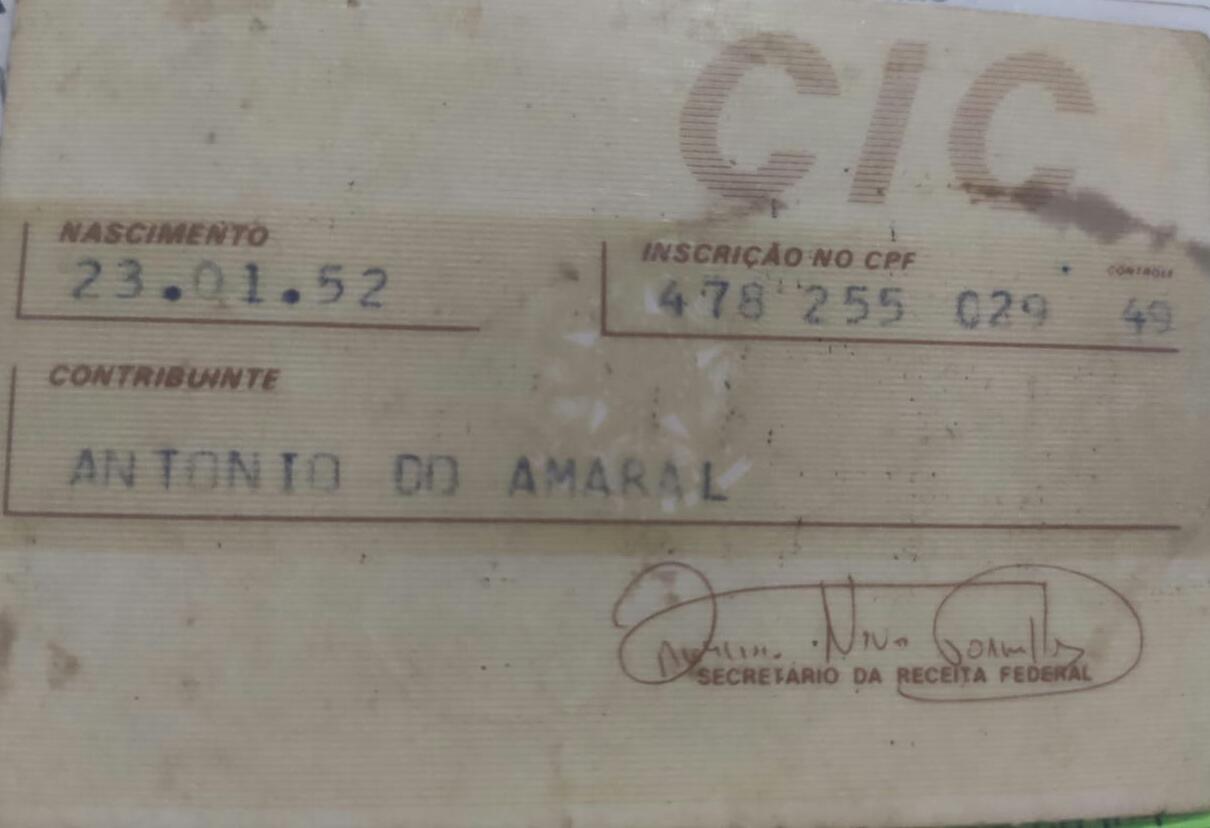 CIC
NASCIMENTO
23.01.52
INSCRIÇÃO NO CPF CONTROLE
478 255 029 49
CONTRIBUINTE
ANTONIO DO AMARAL
SECRETÁRIO DA RECEITA FEDERAL